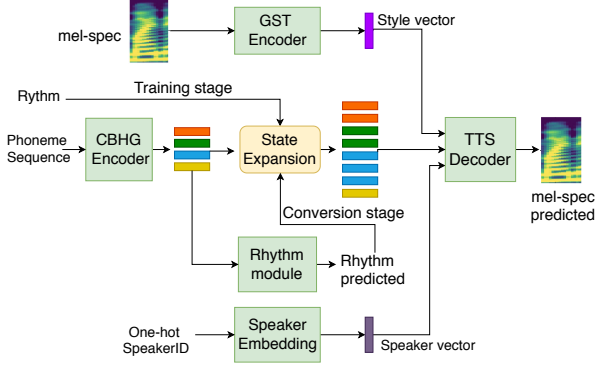 mel-spec
GST
Encoder
Style vector
Rythm
Training stage
Phoneme
Sequence
CBHG
Encoder
State
Expansion
TTS
Decoder
mel-spec
predicted
Conversion stage
Rhythm
module
Rhythm
predicted
One-hot
SpeakerID
Speaker
Embedding
Speaker vector